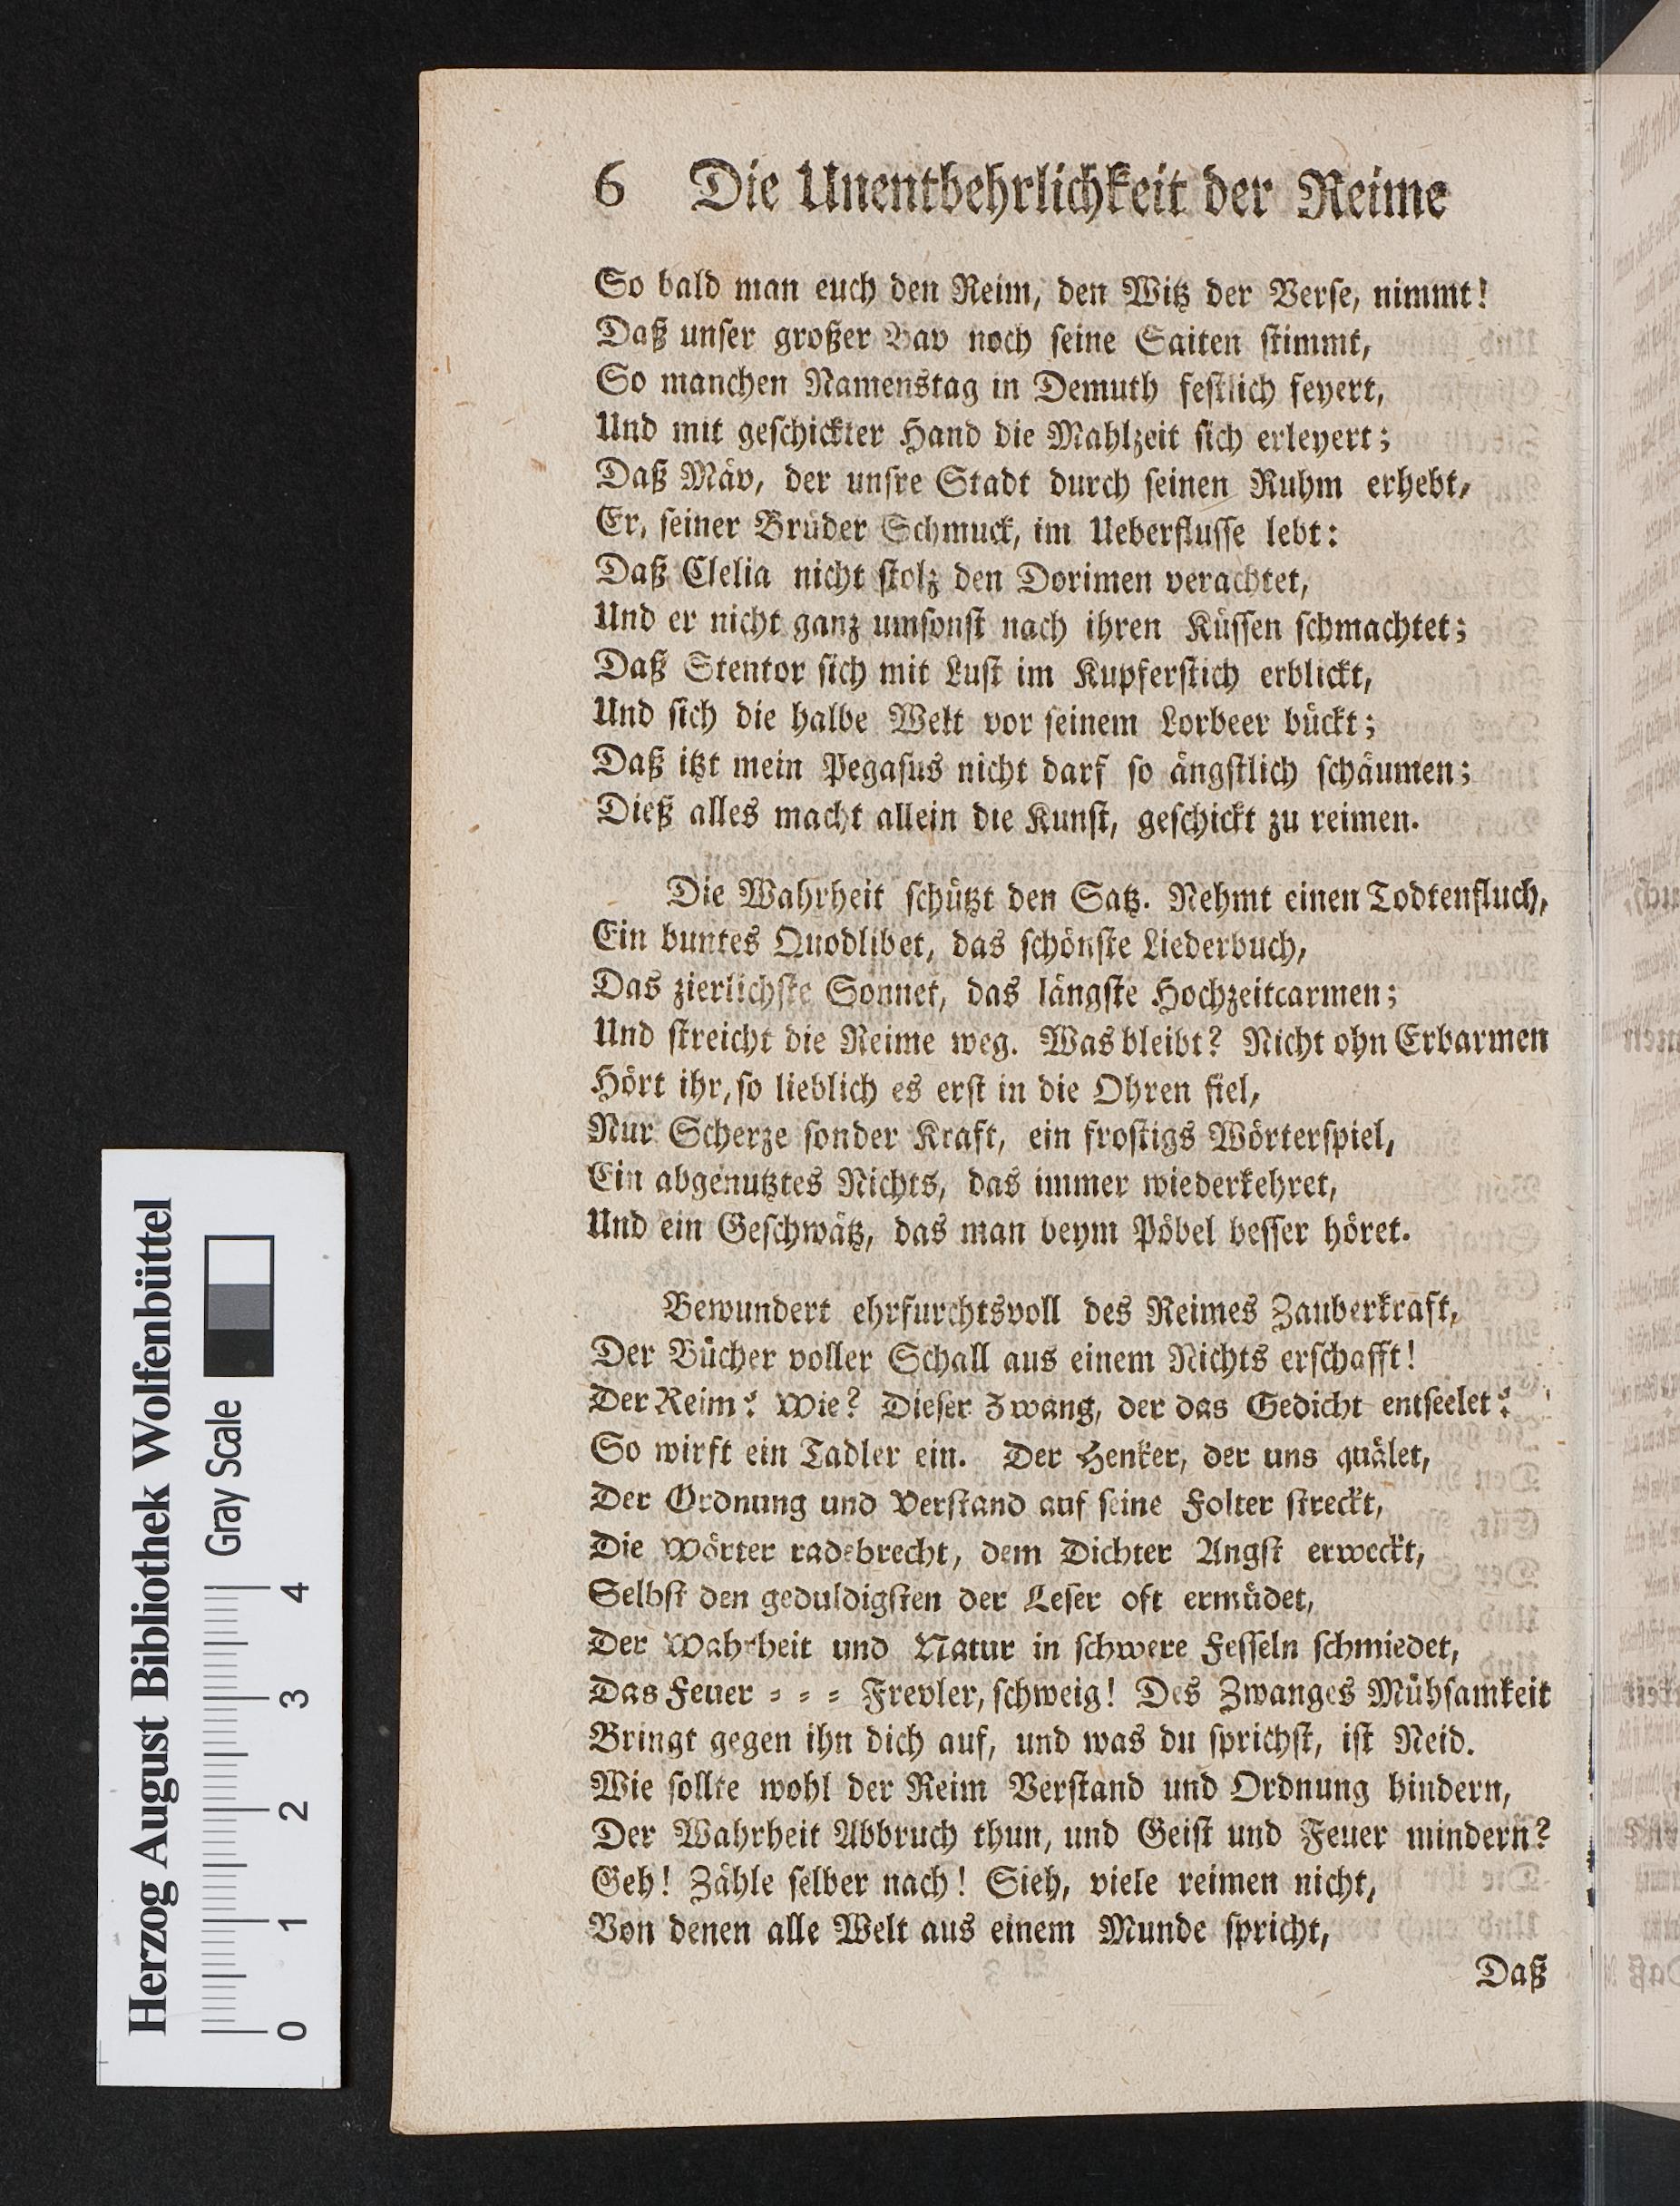 6 Die Unentbehrlichkeit der Reime
So bald man euch den Reim, den Witz der Verse, nimmt!
Daß unser großer Bav noch seine Saiten stimmt,
So manchen Namenstag in Demuth festlich feyert,
Und mit geschickter Hand die Mahlzeit sich erleyert;
Daß Mäv, der unsre Stadt durch seinen Ruhm erhebt,
Er, seiner Brüder Schmuck, im Ueberflusse lebt:
Daß Clelia nicht stolz den Dorimen verachtet,
Und er nicht ganz umsonst nach ihren Küssen schmachtet;
Daß Stentor sich mit Lust im Kupferstich erblickt,
Und sich die halbe Welt vor seinem Lorbeer bückt;
Daß itzt mein Pegasus nicht darf so ängstlich schäumen;
Dieß alles macht allein die Kunst, geschickt zu reimen.
Die Wahrheit schützt den Satz. Nehmt einen Todtenfluch,
Ein buntes Quodlibet, das schönste Liederbuch,
Das zierlichste Sonnet, das längste Hochzeitcarmen;
Und streicht die Reime weg. Was bleibt? Nicht ohn Erbarmen
Hört ihr, so lieblich es erst in die Ohren fiel,
Nur Scherze sonder Kraft, ein frostigs Wörterspiel,
Ein abgenutztes Nichts, das immer wiederkehret,
Und ein Geschwätz, das man beym Pöbel besser höret.
Bewundert ehrfurchtsvoll des Reimes Zauberkraft,
Der Bücher voller Schall aus einem Nichts erschafft!
Der Reim? Wie? Dieser Zwang, der das Gedicht entseelet?
So wirft ein Tadler ein. Der Henker, der uns quälet,
Der Ordnung und Verstand auf seine Folter streckt,
Die Wörter radebrecht, dem Dichter Angst erweckt,
Selbst den geduldigsten der Leser oft ermüdet,
Der Wahrheit und Natur in schwere Fesseln schmiedet,
Das Feuer = = = Frevler, schweig! Des Zwanges Mühsamkeit
Bringt gegen ihn dich auf, und was du sprichst, ist Neid.
Wie sollte wohl der Reim Verstand und Ordnung hindern,
Der Wahrheit Abbruch thun, und Geist und Feuer mindern?
Geh! Zähle selber nach! Sieh, viele reimen nicht,
Von denen alle Welt aus einem Munde spricht,
Daß
Herzog August Bibliothek Wolfenbüttel
Gray Scale
0 1 2 3 4